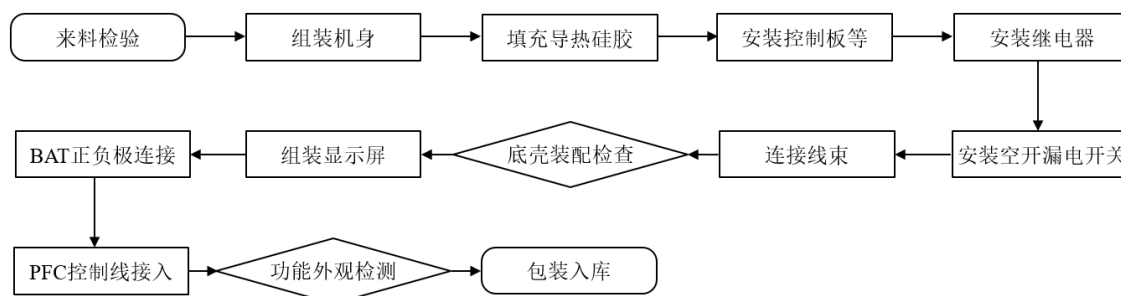 来料检验
组装机身
填充导热硅胶
安装控制板等
安装继电器
安装空开漏电开关
连接线束
底壳装配检查
组装显示屏
BAT正负极连接
PFC控制线接入
功能外观检测
包装入库